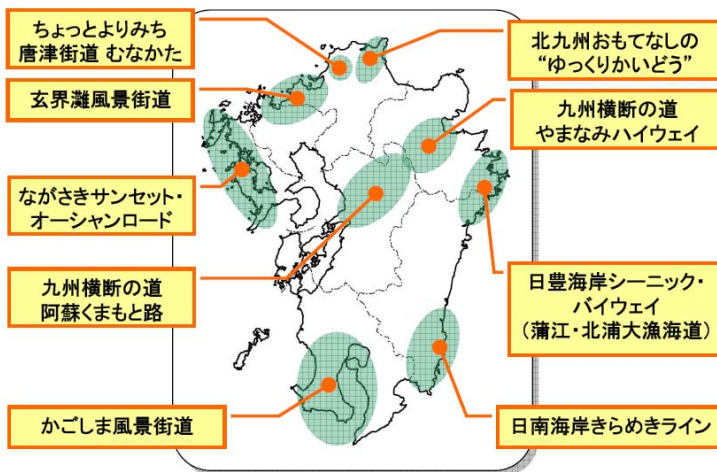 ちょっとよりみち
唐津街道 むなかた
玄界灘風景街道
ながさきサンセット・
オーシャンロード
九州横断の道
阿蘇くまもと路
かごしま風景街道
北九州おもてなしの
“ゆっくりかいどう”
九州横断の道
やまなみハイウェイ
日豊海岸シーニック・
バイウェイ
(蒲江・北浦大漁海道)
日南海岸きらめきライン